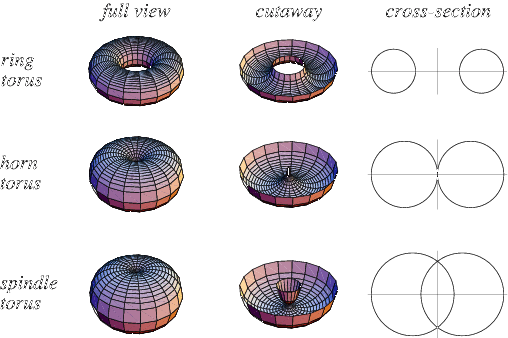 full view cutaway cross-section
ring
torus
horn
torus
spindle
torus